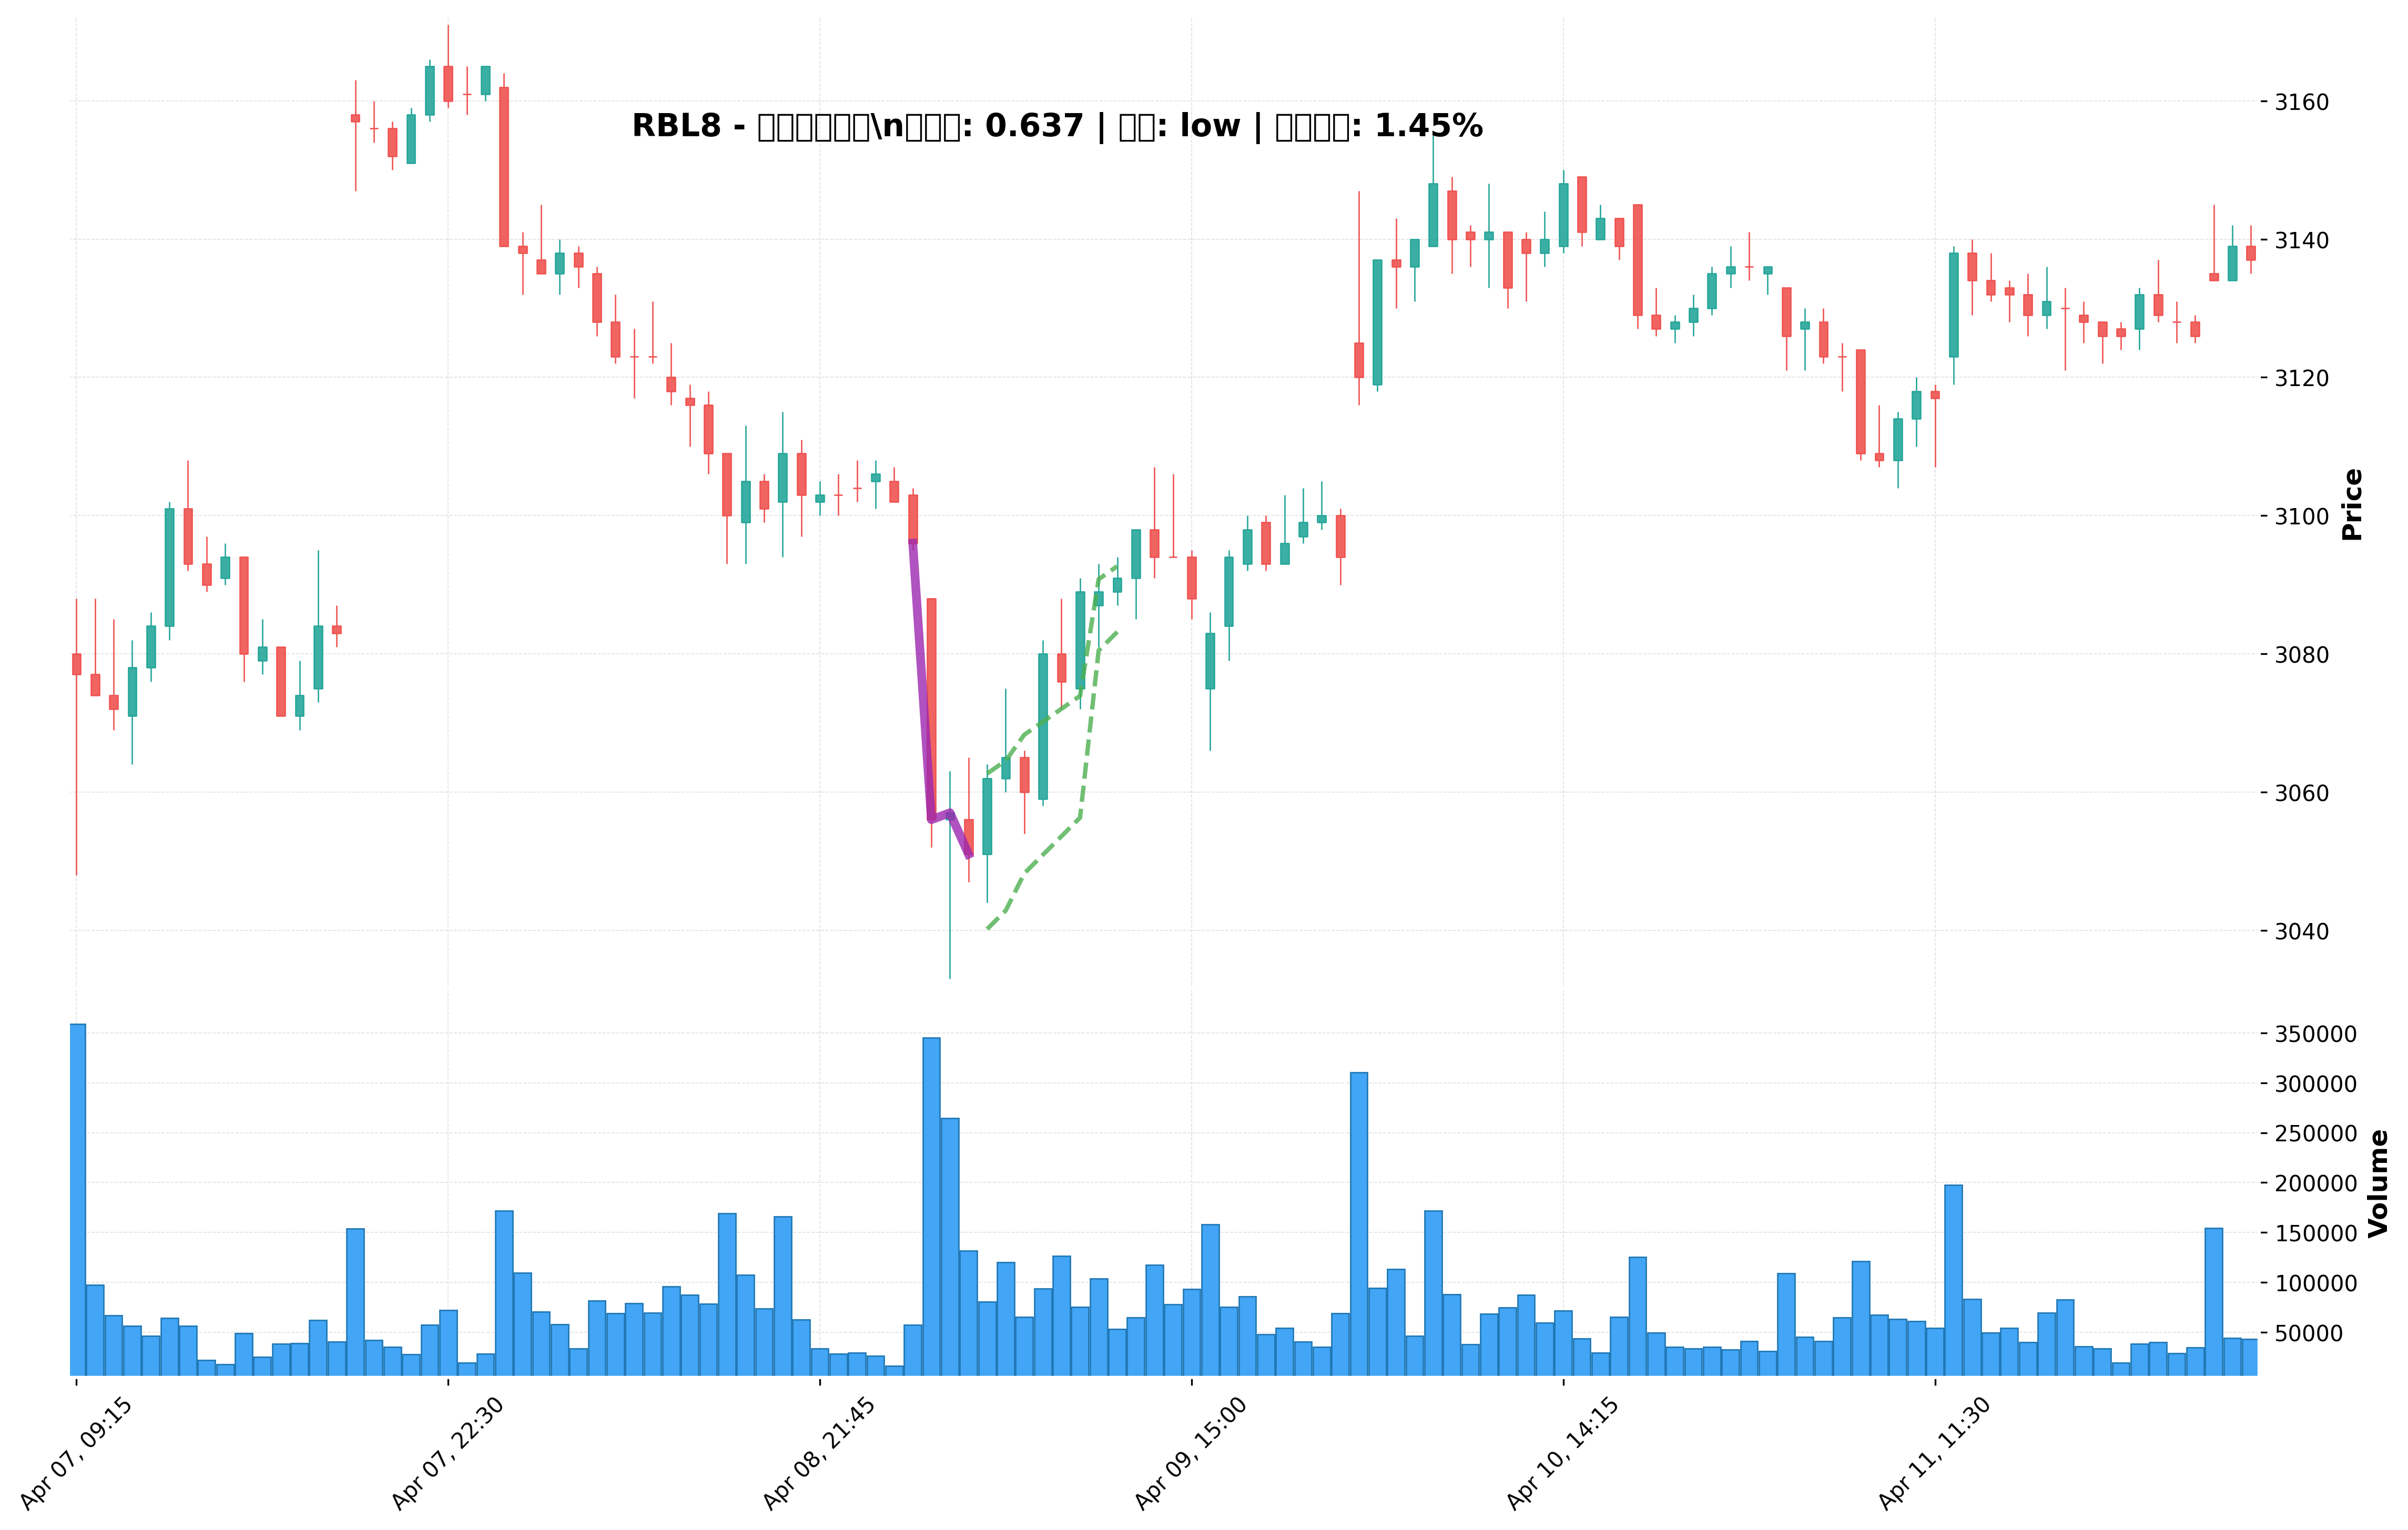 RBL8 - □□□□□□\n□□□: 0.637 | □□: low | □□□□: 1.45%
3160
3140
3120
3100
3080
3060
3040
Price
350000
300000
250000
200000
150000
100000
50000
Volume
Apr 07, 09:15
Apr 07, 22:30
Apr 08, 21:45
Apr 09, 15:00
Apr 10, 14:15
Apr 11, 11:30